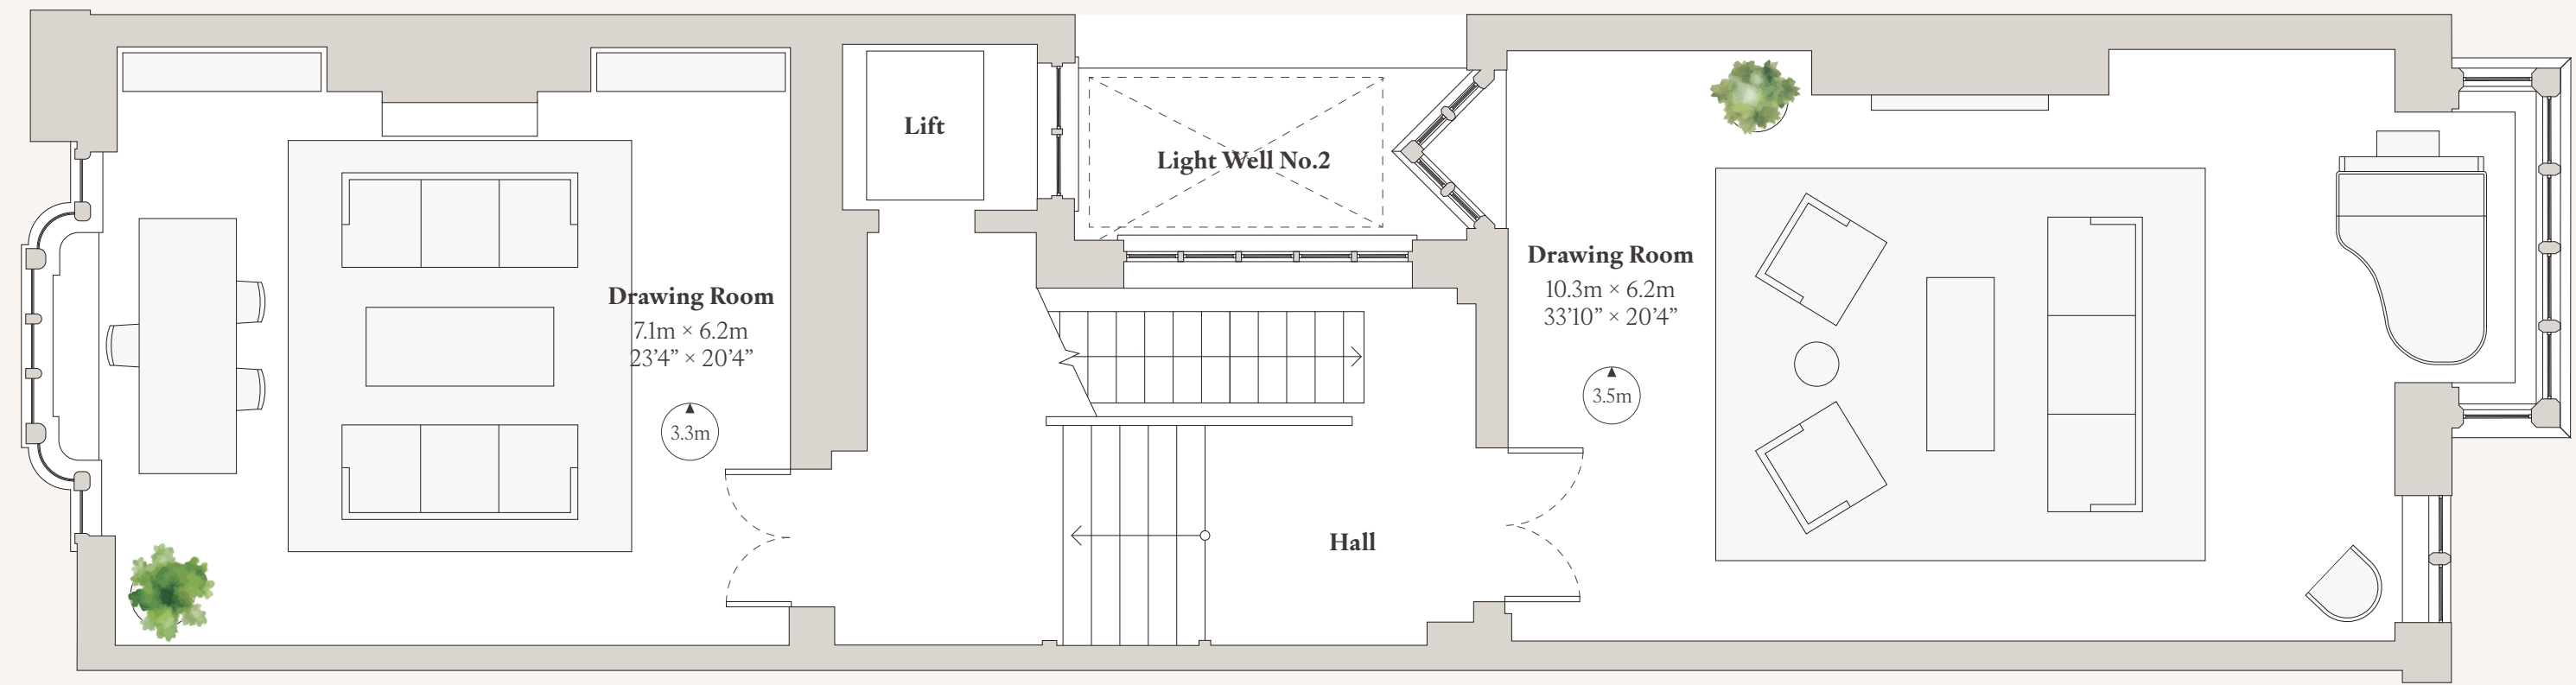 Lift
Light Well No.2
Drawing Room
7.1m × 6.2m
23’4” × 20’4”
3.3m
Drawing Room
10.3m × 6.2m
33’10” × 20’4”
3.5m
Hall